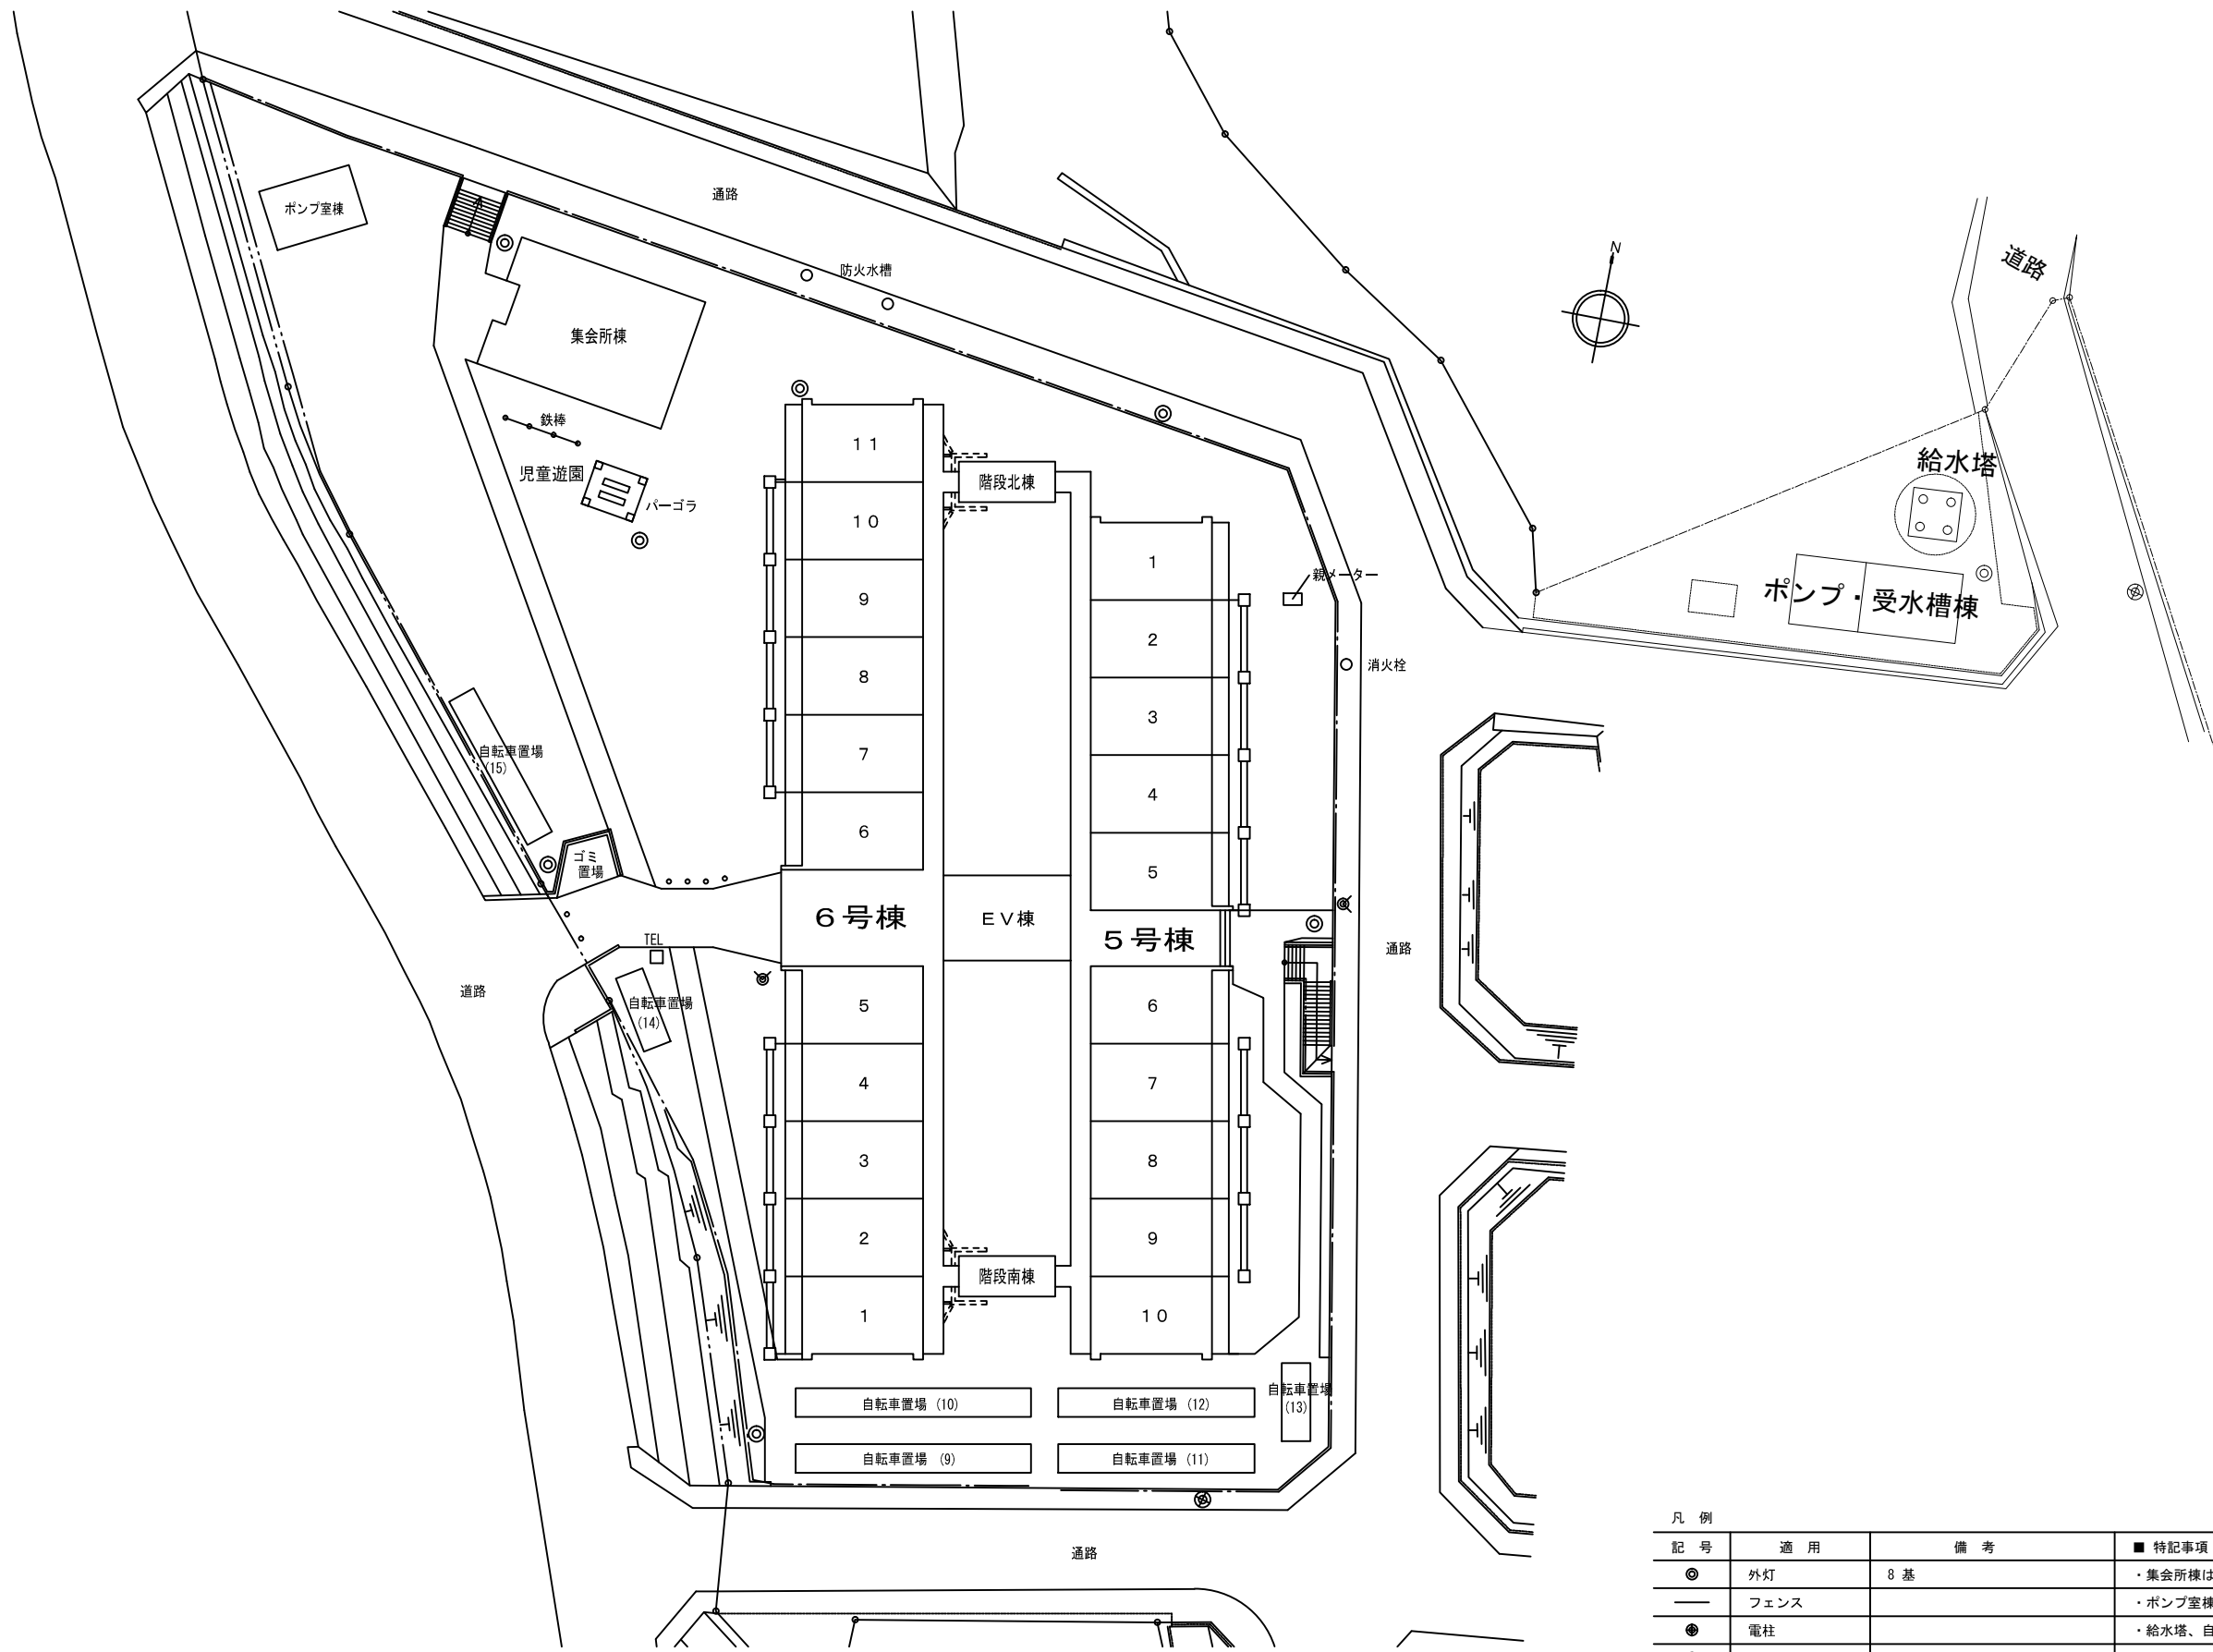 通路
道路
N
ポンプ室棟
防火水槽
集会所棟
鉄棒
児童遊園
パーゴラ
給水塔
ポンプ・受水槽棟
11
10
9
8
7
6
階段北棟
1
2
3
4
5
親メーター
消火栓
自転車置場
(15)
ゴミ
置場
6号棟
EV棟
5号棟
TEL
通路
道路
自転車置場
(14)
5
4
3
2
1
階段南棟
6
7
8
9
10
自転車置場 (10)
自転車置場 (12)
自転車置場
(13)
自転車置場 (9)
自転車置場 (11)
通路
凡 例
記 号 適 用 備 考 ■ 特記事項
外灯 8 基 ・集会所棟は
フェンス ・ポンプ室棟
電柱 ・給水塔、自